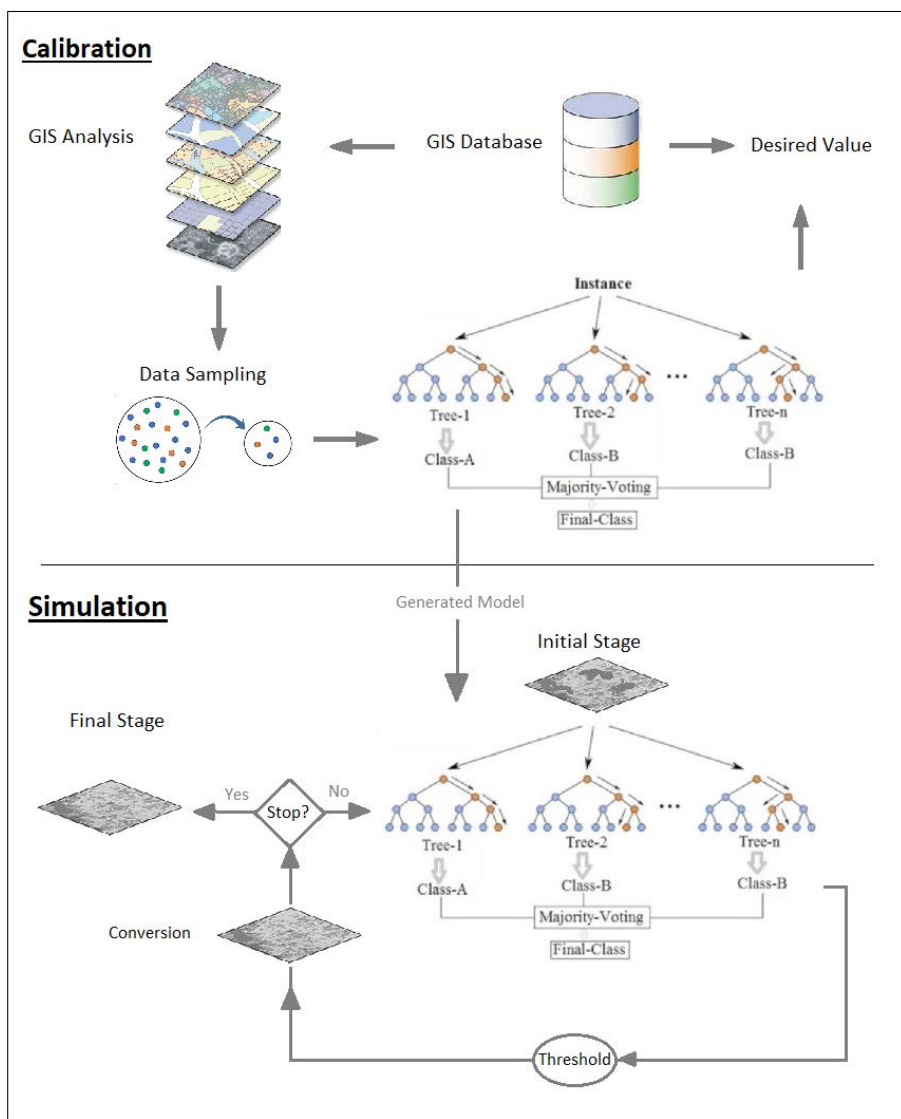 Calibration
GIS Analysis
GIS Database
Desired Value
Instance
Data Sampling
...
Tree-1
Tree-2
Tree-n
Class-A
Class-B
Class-B
Majority-Voting
Final-Class
Generated Model
Simulation
Initial Stage
Final Stage
Yes
Stop?
No
...
Tree-1
Tree-2
Tree-n
Class-A
Class-B
Class-B
Majority-Voting
Final-Class
Conversion
Threshold